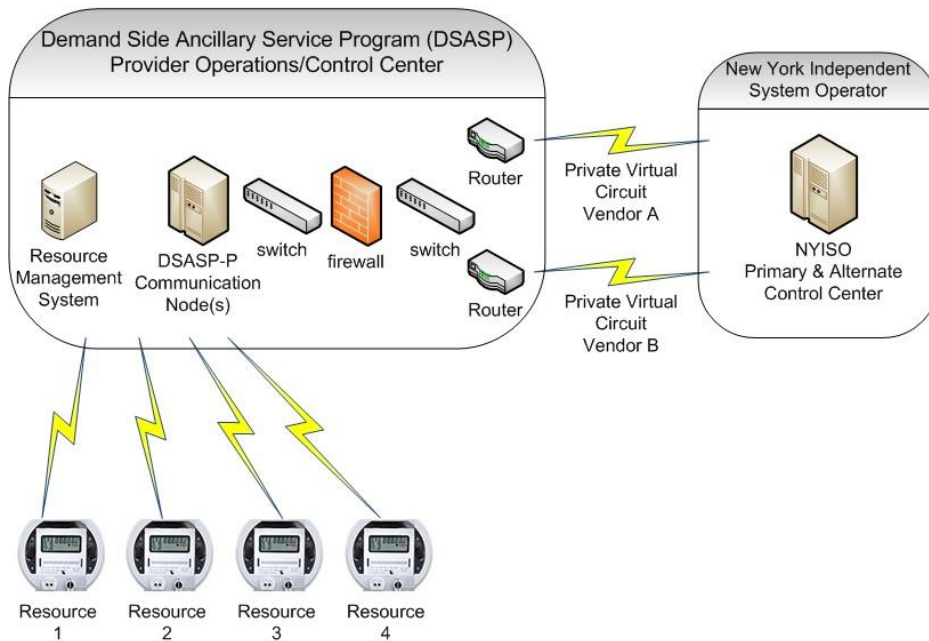 Demand Side Ancillary Service Program (DSASP)
Provider Operations/Control Center
New York Independent
System Operator
Router
Private Virtual
Circuit
Vendor A
Resource
Management
System
DSASP-P
Communication
Node(s)
switch
firewall
switch
Router
Private Virtual
Circuit
Vendor B
NYISO
Primary & Alternate
Control Center
Resource
1
Resource
2
Resource
3
Resource
4